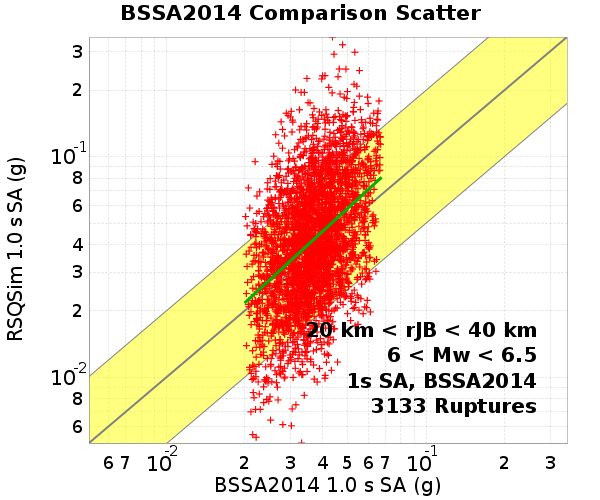 BSSA2014 Comparison Scatter
RSQSim 1.0 s SA (g)
3
2
10-1
8
6
4
3
2
10-2
8
6
20 km < rJB < 40 km
6 < Mw < 6.5
1s SA, BSSA2014
3133 Ruptures
6 7 10-2 2 3 4 5 6 7 10-1 2 3
BSSA2014 1.0 s SA (g)